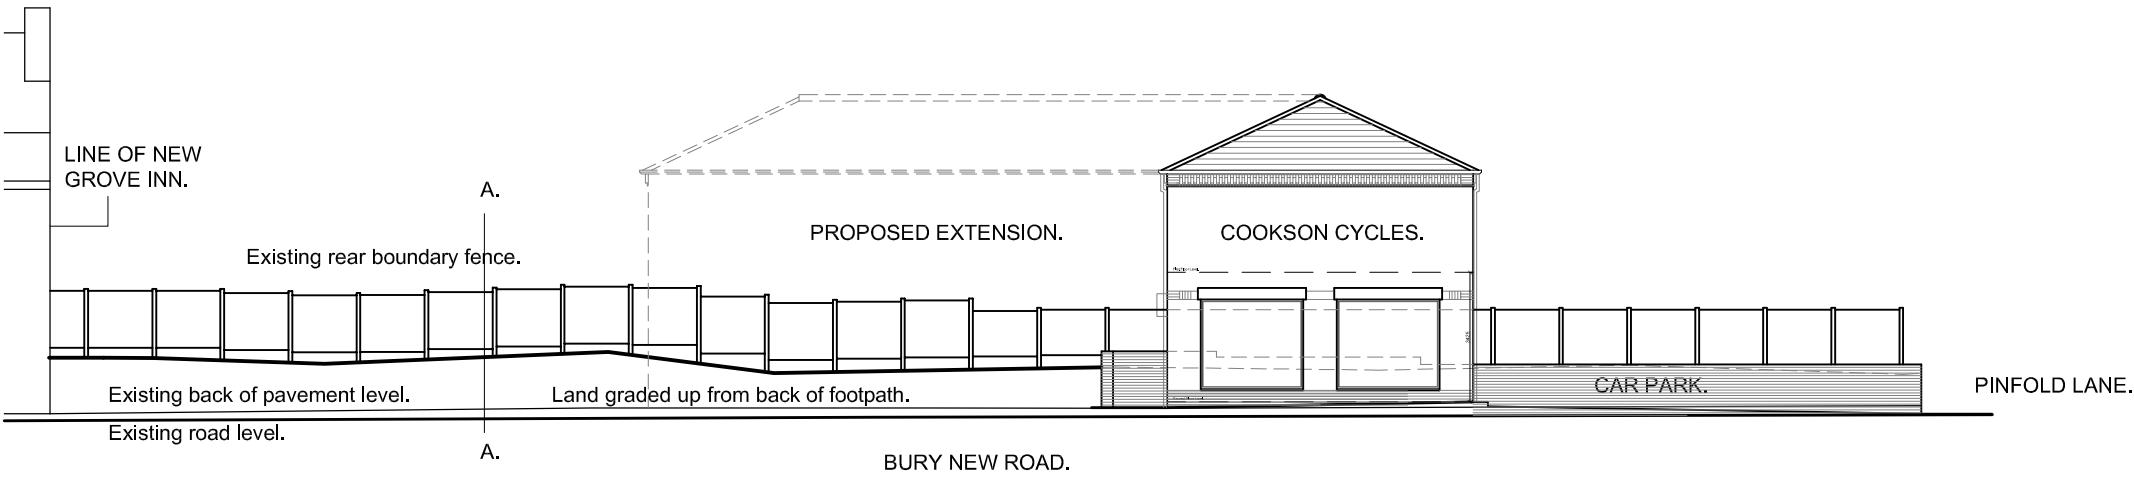 LINE OF NEW
GROVE INN.
A.
PROPOSED EXTENSION.
COOKSON CYCLES.
Existing rear boundary fence.
Existing back of pavement level.
Land graded up from back of footpath.
CAR PARK.
PINFOLD LANE.
Existing road level.
A.
BURY NEW ROAD.